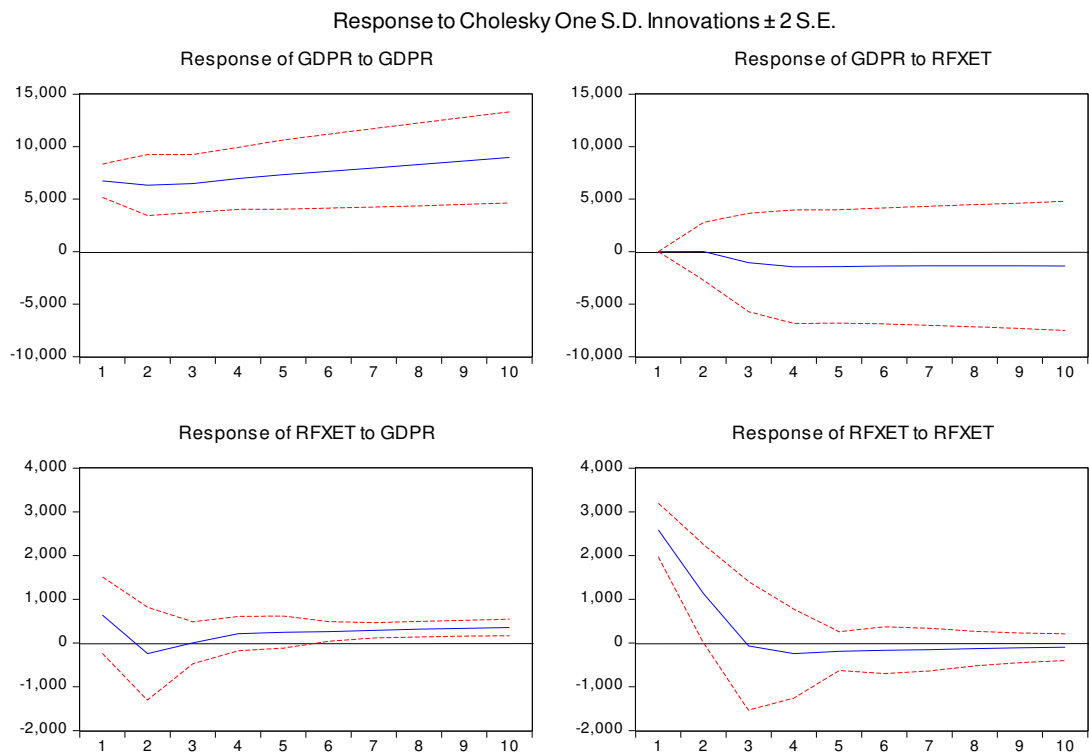 Response to Cholesky One S.D. Innovations ± 2 S.E.
Response of GDPR to GDPR
15,000
10,000
5,000
0
-5,000
-10,000
1 2 3 4 5 6 7 8 9 10
Response of GDPR to RFXET
15,000
10,000
5,000
0
-5,000
-10,000
1 2 3 4 5 6 7 8 9 10
Response of RFXET to GDPR
4,000
3,000
2,000
1,000
0
-1,000
-2,000
1 2 3 4 5 6 7 8 9 10
Response of RFXET to RFXET
4,000
3,000
2,000
1,000
0
-1,000
-2,000
1 2 3 4 5 6 7 8 9 10